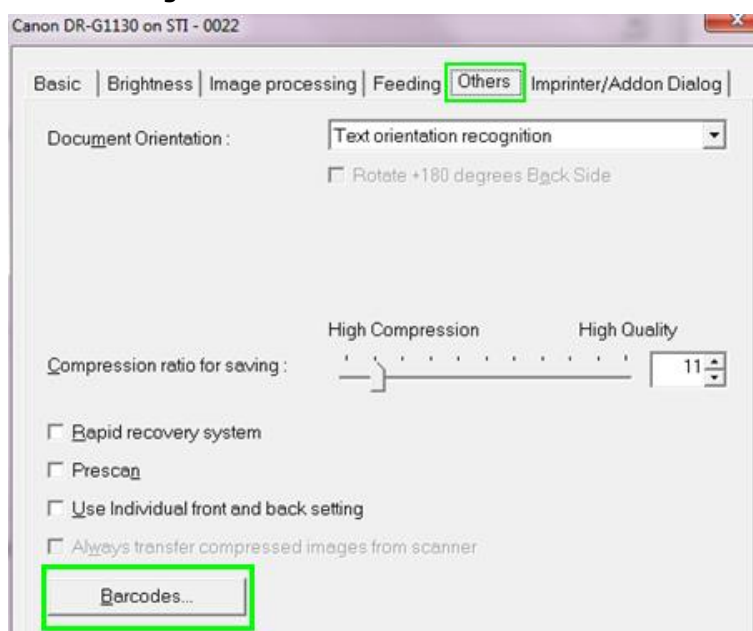 Canon DR-G1130 on STI - 0022
Basic | Brightness | Image processing | Feeding Others Imprinter/Addon Dialog |
Document Orientation :
Text orientation recognition
Rotate +180 degrees Back Side
High Compression High Quality
Compression ratio for saving :
11
Rapid recovery system
Prescan
Use Individual front and back setting
Always transfer compressed images from scanner
Barcodes...